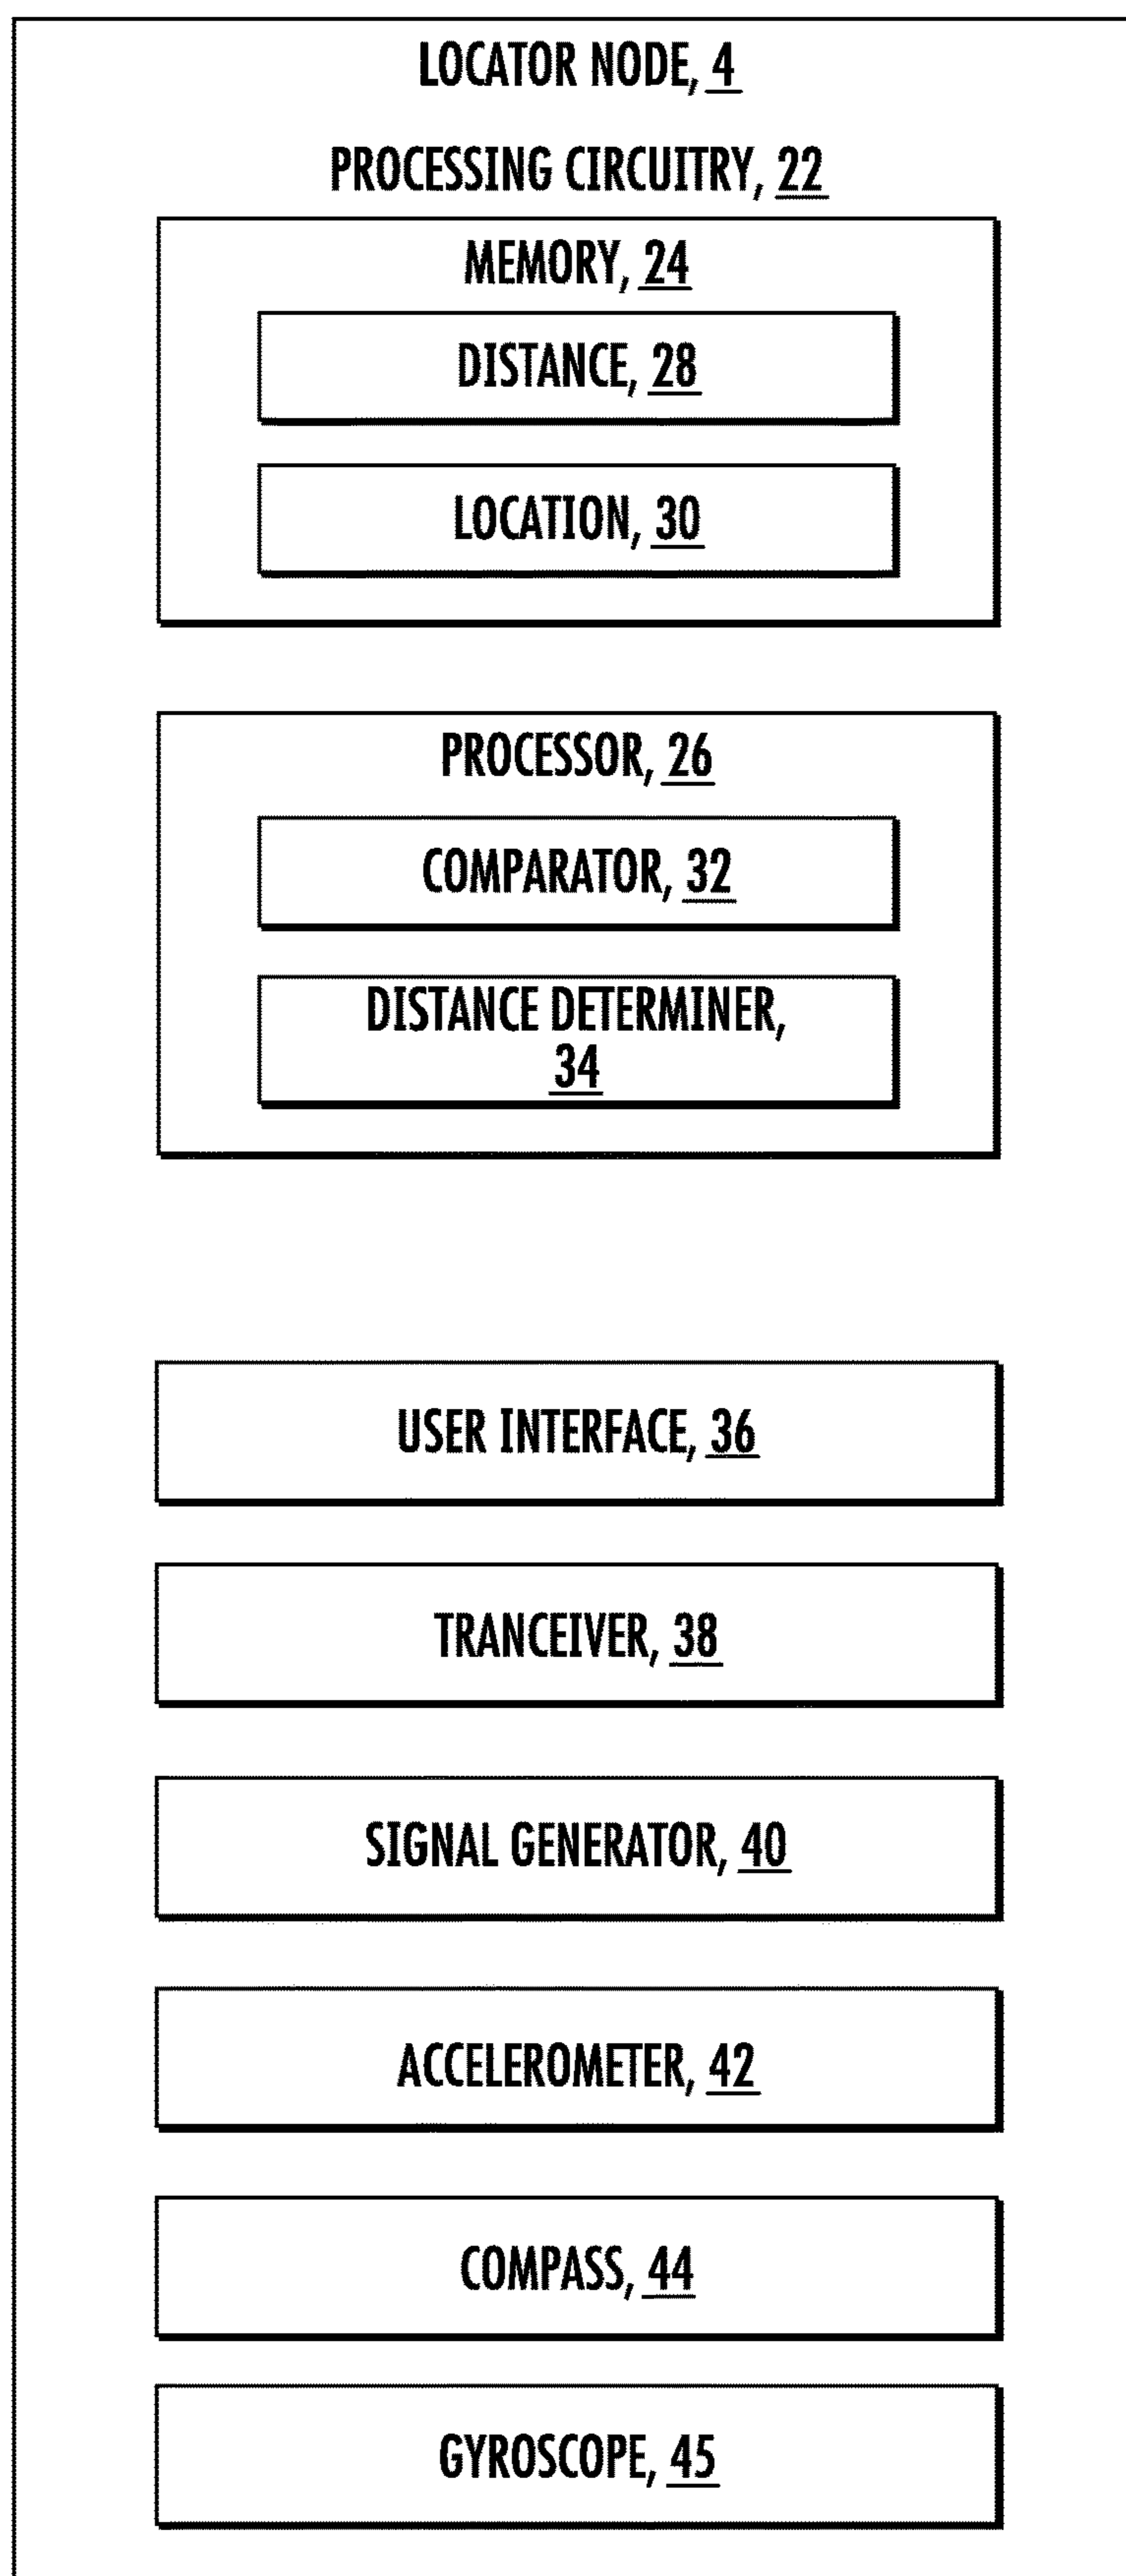 LOCATOR NODE, 4
PROCESSING CIRCUITRY, 22
MEMORY, 24
DISTANCE, 28
LOCATION, 30
PROCESSOR, 26
COMPARATOR, 32
DISTANCE DETERMINER,
34
USER INTERFACE, 36
TRANCEIVER, 38
SIGNAL GENERATOR, 40
ACCELEROMETER, 42
COMPASS, 44
GYROSCOPE, 45